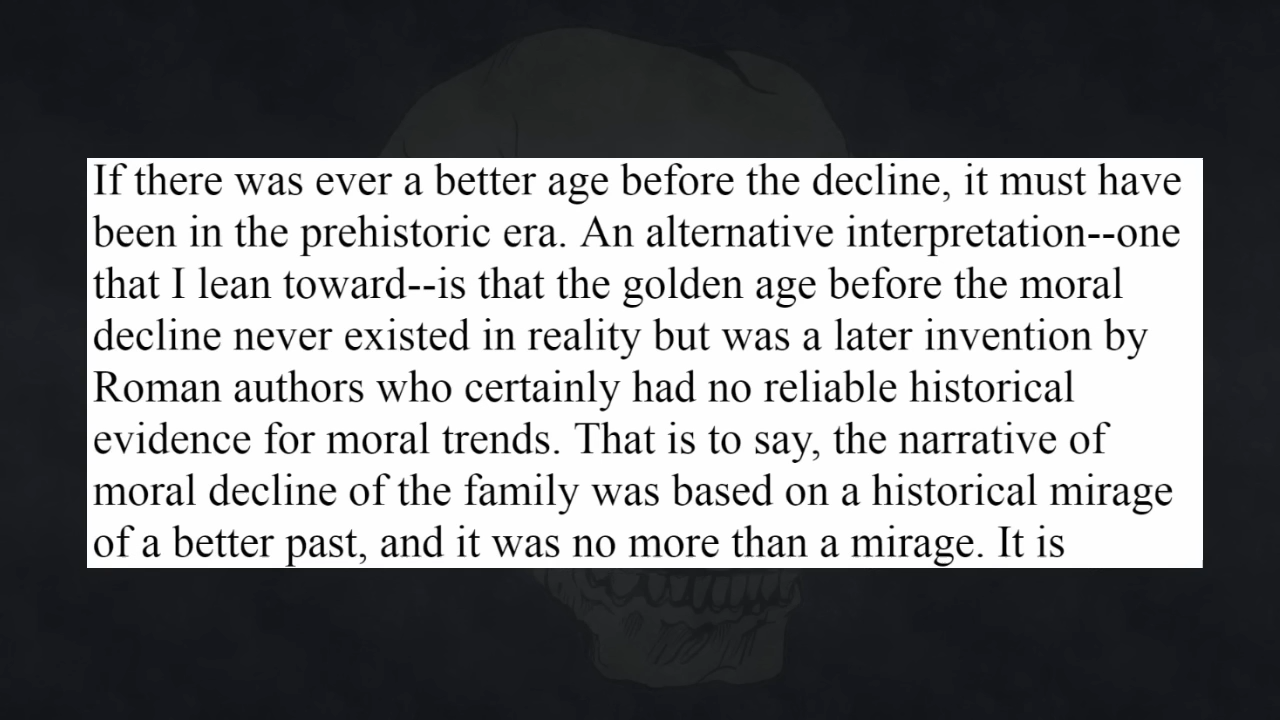 If there was ever a better age before the decline, it must have
been in the prehistoric era. An alternative interpretation--one
that I lean toward--is that the golden age before the moral
decline never existed in reality but was a later invention by
Roman authors who certainly had no reliable historical
evidence for moral trends. That is to say, the narrative of
moral decline of the family was based on a historical mirage
of a better past, and it was no more than a mirage. It is